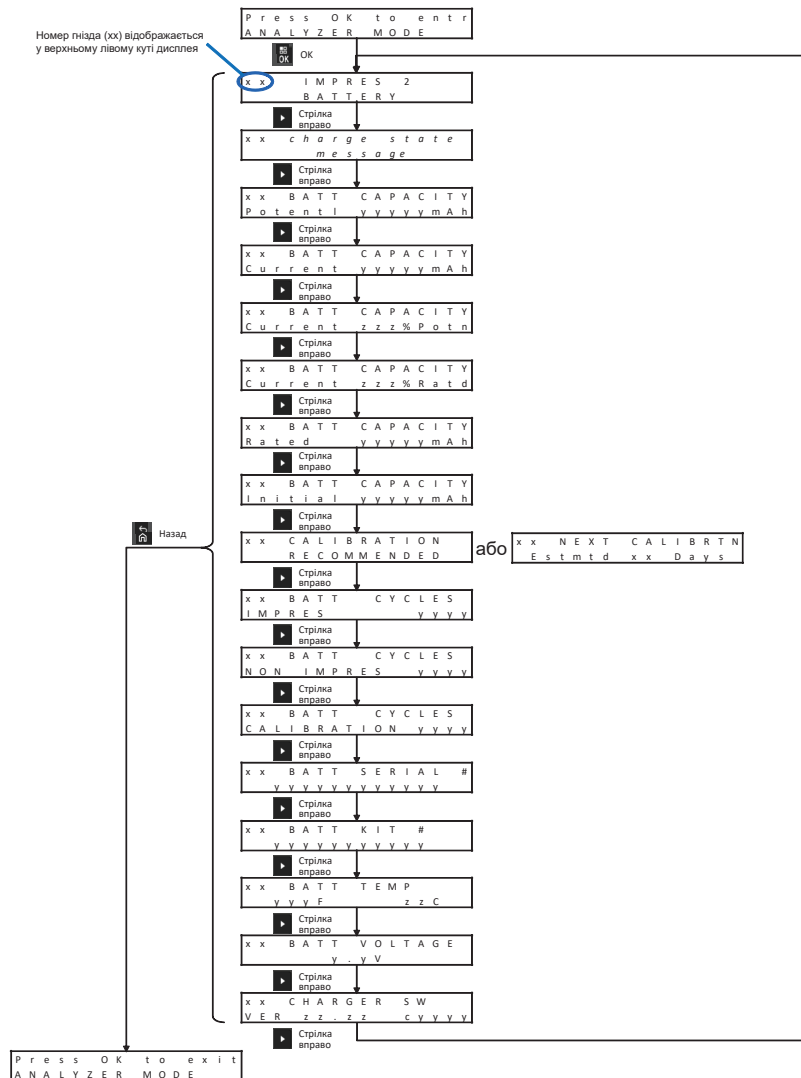 Press OK to entr
ANALYZER MODE
Номер гнізда (xx) відображається
у верхньому лівому куті дисплея
OK OK
xx IMPRES 2
BATTERY
Стрілка
вправо
xx charge state
message
Стрілка
вправо
xx BATT CAPACITY
Potentl yyyyymAh
Стрілка
вправо
xx BATT CAPACITY
Current yyyyymAh
Стрілка
вправо
xx BATT CAPACITY
Current zzz%Potn
Стрілка
вправо
xx BATT CAPACITY
Current zzz%Ratd
Стрілка
вправо
xx BATT CAPACITY
Rated yyyyymAh
Стрілка
вправо
xx BATT CAPACITY
Initial yyyyymAh
Стрілка
вправо
Назад
xx CALIBRATION
RECOMMENDED
або
xx NEXT CALIBRTN
Estmtd xx Days
Стрілка
вправо
xx BATT CYCLES
IMPRES yyyy
Стрілка
вправо
xx BATT CYCLES
NON IMPRES yyyy
Стрілка
вправо
xx BATT CYCLES
CALIBRATION yyyy
Стрілка
вправо
xx BATT SERIAL #
yyyyyyyyyyyy
Стрілка
вправо
xx BATT KIT #
yyyyyyyyyy
Стрілка
вправо
xx BATT TEMP
yyyF zzC
Стрілка
вправо
xx BATT VOLTAGE
y.yV
Стрілка
вправо
xx CHARGER SW
VER zz.zz cyyyy
Стрілка
вправо
Press OK to exit
ANALYZER MODE